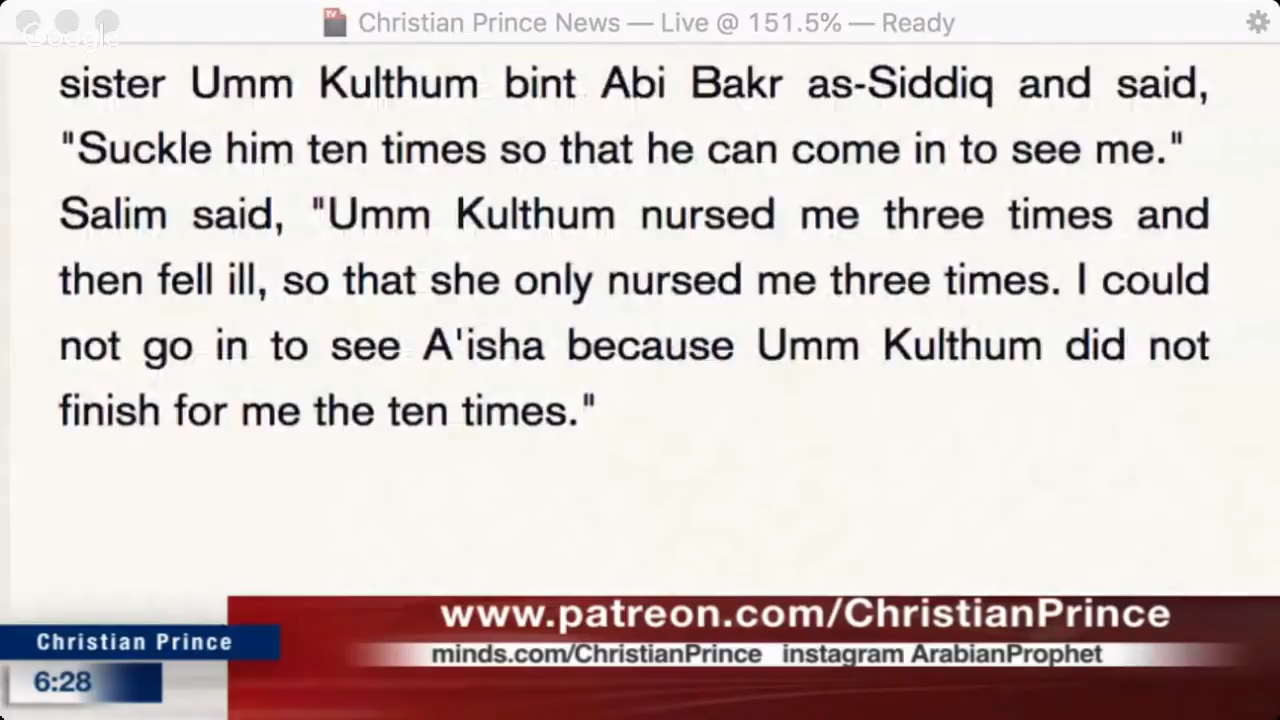 Christian Prince News — Live @ 151.5% — Ready
Google
sister Umm Kulthum bint Abi Bakr as-Siddiq and said,
"Suckle him ten times so that he can come in to see me."
Salim said, "Umm Kulthum nursed me three times and
then fell ill, so that she only nursed me three times. I could
not go in to see A'isha because Umm Kulthum did not
finish for me the ten times."
www.patreon.com/ChristianPrince
Christian Prince
minds.com/ChristianPrince instagram ArabianProphet
6:28